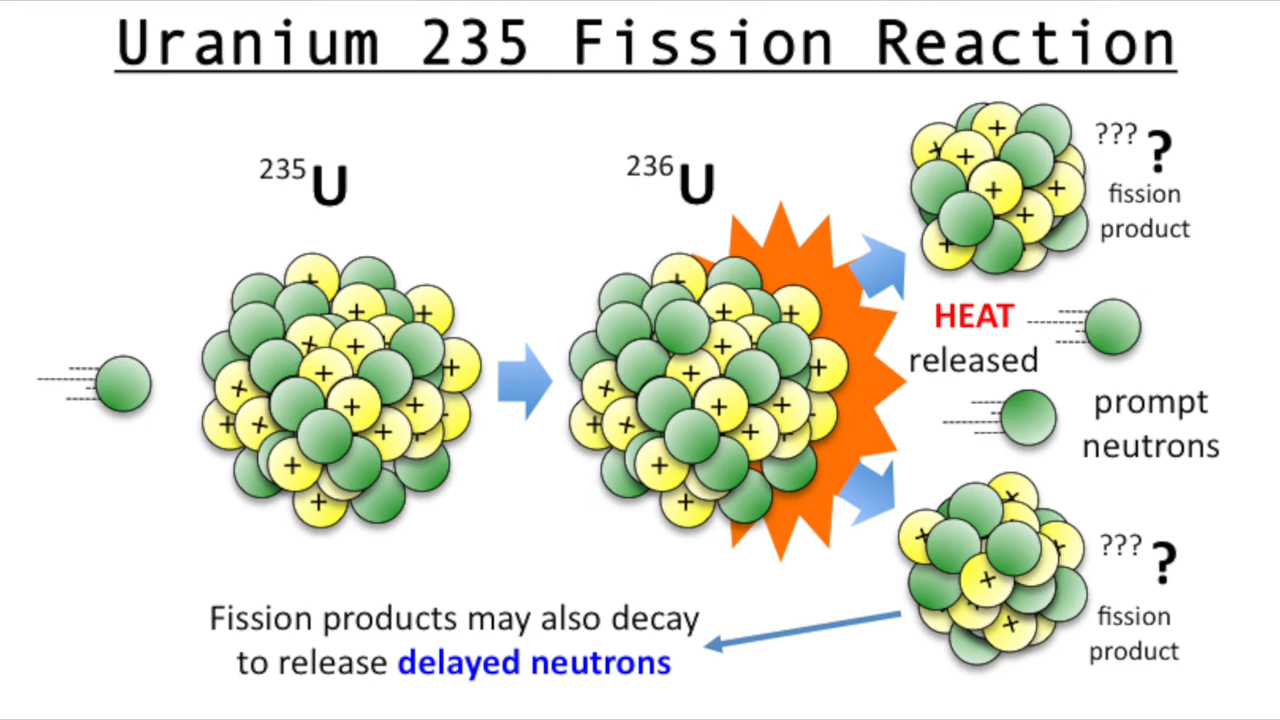 Uranium 235 Fission Reaction
235U
236U
??? ?
fission
product
HEAT
released
prompt
neutrons
??? ?
fission
product
Fission products may also decay
to release delayed neutrons